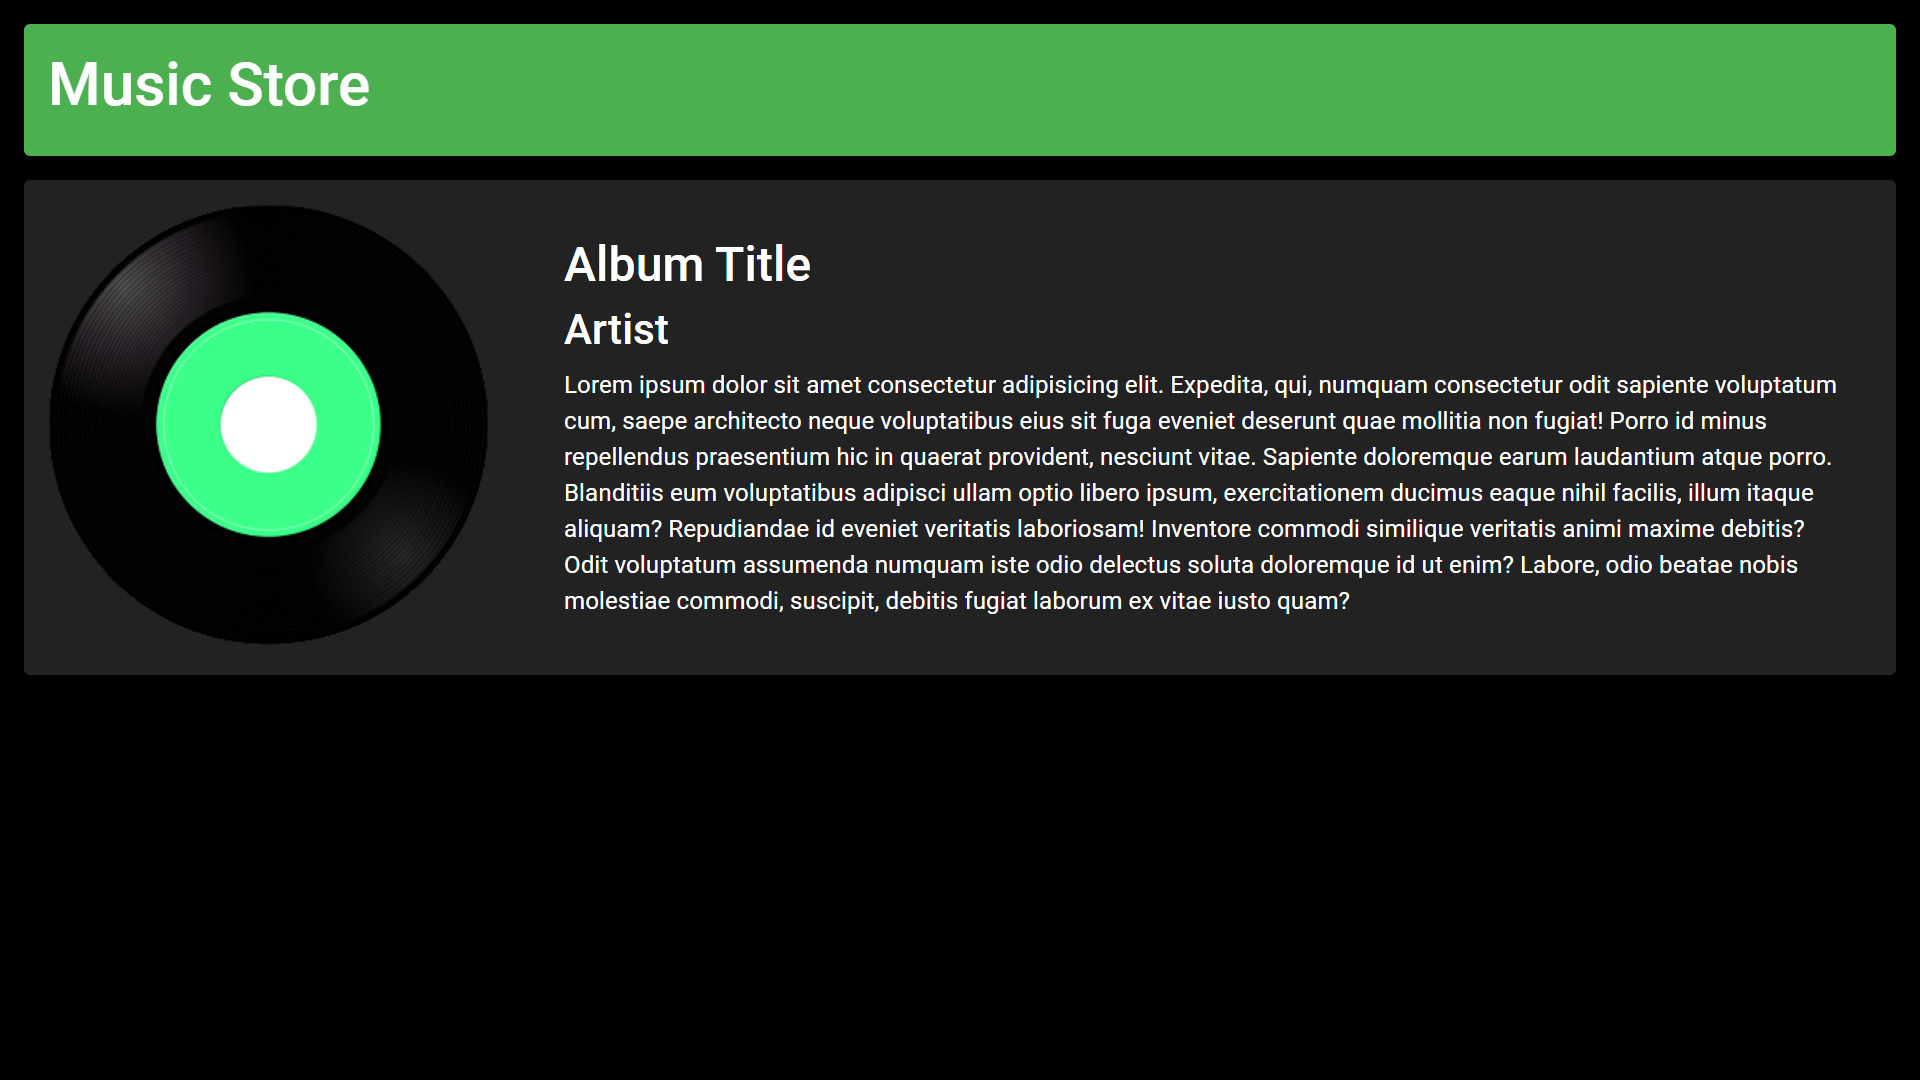 Music Store
Album Title
Artist
Lorem ipsum dolor sit amet consectetur adipisicing elit. Expedita, qui, numquam consectetur odit sapiente voluptatum
cum, saepe architecto neque voluptatibus eius sit fuga eveniet deserunt quae mollitia non fugiat! Porro id minus
repellendus praesentium hic in quaerat provident, nesciunt vitae. Sapiente doloremque earum laudantium atque porro.
Blanditiis eum voluptatibus adipisci ullam optio libero ipsum, exercitationem ducimus eaque nihil facilis, illum itaque
aliquam? Repudiandae id eveniet veritatis laboriosam! Inventore commodi similique veritatis animi maxime debitis?
Odit voluptatum assumenda numquam iste odio delectus soluta doloremque id ut enim? Labore, odio beatae nobis
molestiae commodi, suscipit, debitis fugiat laborum ex vitae iusto quam?